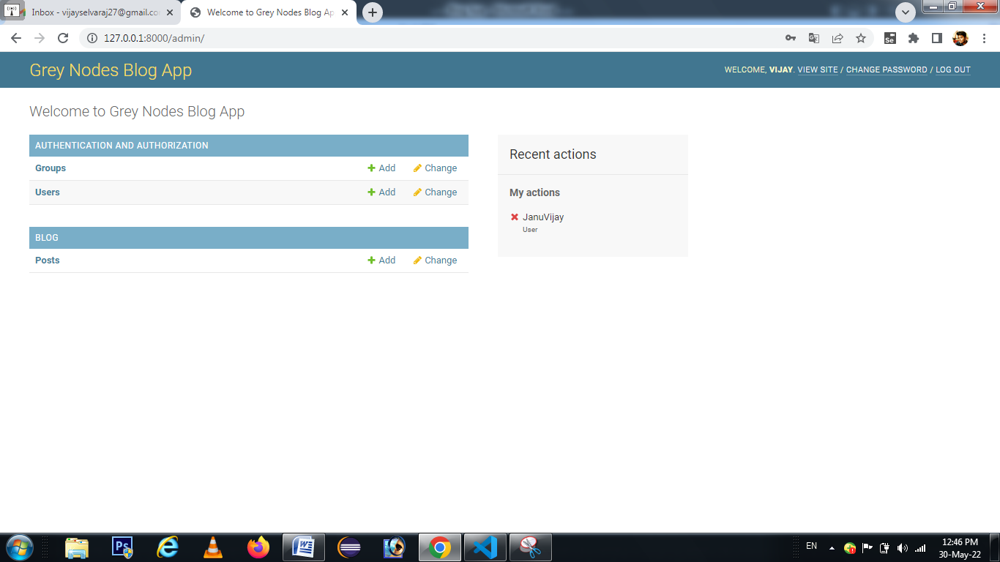 Inbox - vijayselvaraj27@gmail.co
Welcome to Grey Nodes Blog Ap
127.0.0.1:8000/admin/
Se
Grey Nodes Blog App
WELCOME, VIJAY. VIEW SITE / CHANGE PASSWORD / LOG OUT
Welcome to Grey Nodes Blog App
AUTHENTICATION AND AUTHORIZATION
Groups Add Change
Users Add Change
BLOG
Posts Add Change
Recent actions
My actions
JanuVijay
User
Ps
W
EN
12:46 PM
30-May-22